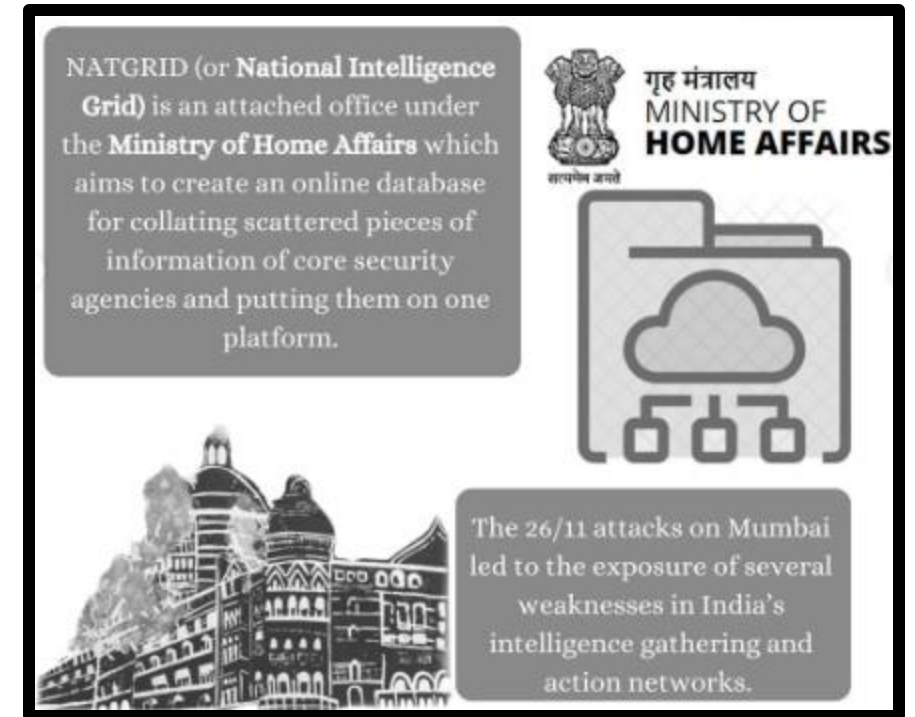 NATGRID (or National Intelligence
Grid) is an attached office under
the Ministry of Home Affairs which
aims to create an online database
for collating scattered pieces of
information of core security
agencies and putting them on one
platform.
सत्यमेव जयते
गृह मंत्रालय
MINISTRY OF
HOME AFFAIRS
The 26/11 attacks on Mumbai
led to the exposure of several
weaknesses in India's
intelligence gathering and
action networks.